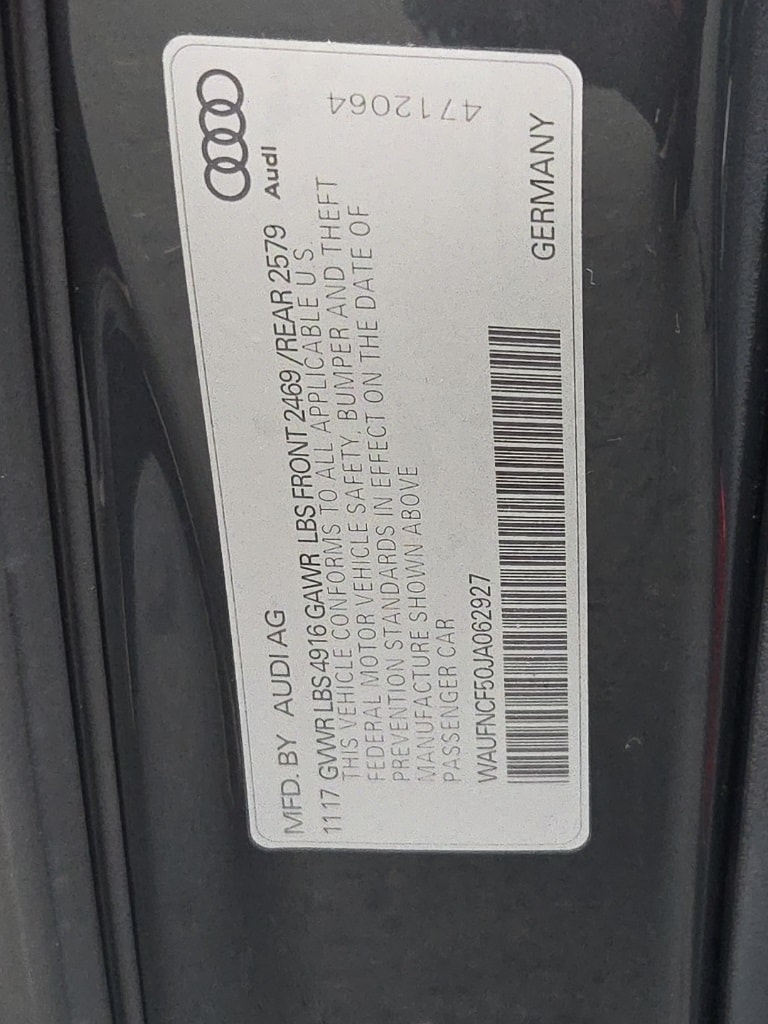 MFD. BY AUDI AG
Audi
11 17 GVWR LBS 4916 GAWR LBS FRONT 2469 /REAR 2579
THIS VEHICLE CONFORMS TO ALL APPLICABLE U S
FEDERAL MOTOR VEHICLE SAFETY, BUMPER AND THEFT
PREVENTION STANDARDS IN EFFECT ON THE DATE OF
MANUFACTURE SHOWN ABOVE
PASSENGER CAR
WAUFNCF50JA062927
GERMANY
4712064